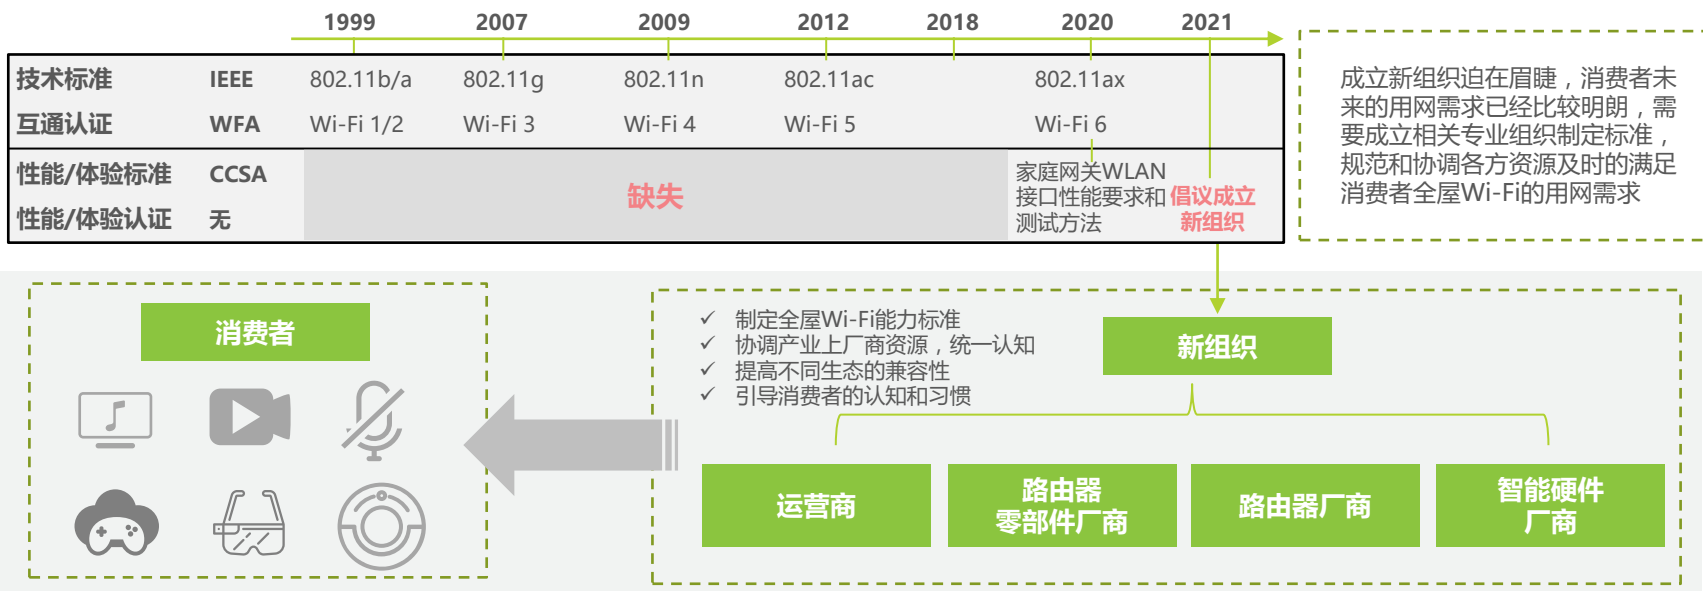 1999 2007 2009 2012 2018 2020 2021
技术标准 IEEE 802.11b/a 802.11g 802.11n 802.11ac 802.11ax
互通认证 WFA Wi-Fi 1/2 Wi-Fi 3 Wi-Fi 4 Wi-Fi 5 Wi-Fi 6
性能/体验标准 CCSA
性能/体验认证 无
缺失
家庭网关WLAN
接口性能要求和
测试方法
倡议成立
新组织
成立新组织迫在眉睫，消费者未
来的用网需求已经比较明朗，需
要成立相关专业组织制定标准，
规范和协调各方资源及时的满足
消费者全屋Wi-Fi的用网需求
消费者
✓ 制定全屋Wi-Fi能力标准
✓ 协调产业上厂商资源，统一认知
✓ 提高不同生态的兼容性
✓ 引导消费者的认知和习惯
新组织
运营商
路由器
零部件厂商
路由器厂商
智能硬件
厂商